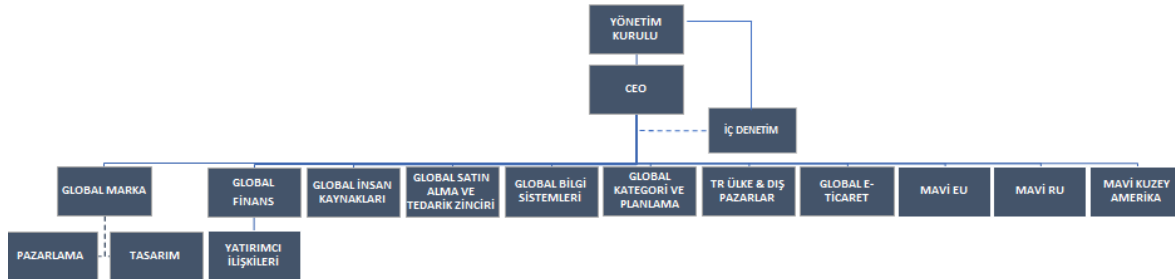 YÖNETİM
KURULU
CEO
İÇ DENETİM
GLOBAL MARKA
GLOBAL
FİNANS
GLOBAL İNSAN
KAYNAKLARI
GLOBAL SATIN
ALMA VE
TEDARİK ZİNCİRİ
GLOBAL BİLGİ
SİSTEMLERİ
GLOBAL
KATEGORİ VE
PLANLAMA
TR ÜLKE & DIŞ
PAZARLAR
GLOBAL E-
TİCARET
MAVİ EU
MAVİ RU
MAVİ KUZEY
AMERİKA
PAZARLAMA
TASARIM
YATIRIMCI
İLİŞKİLERİ